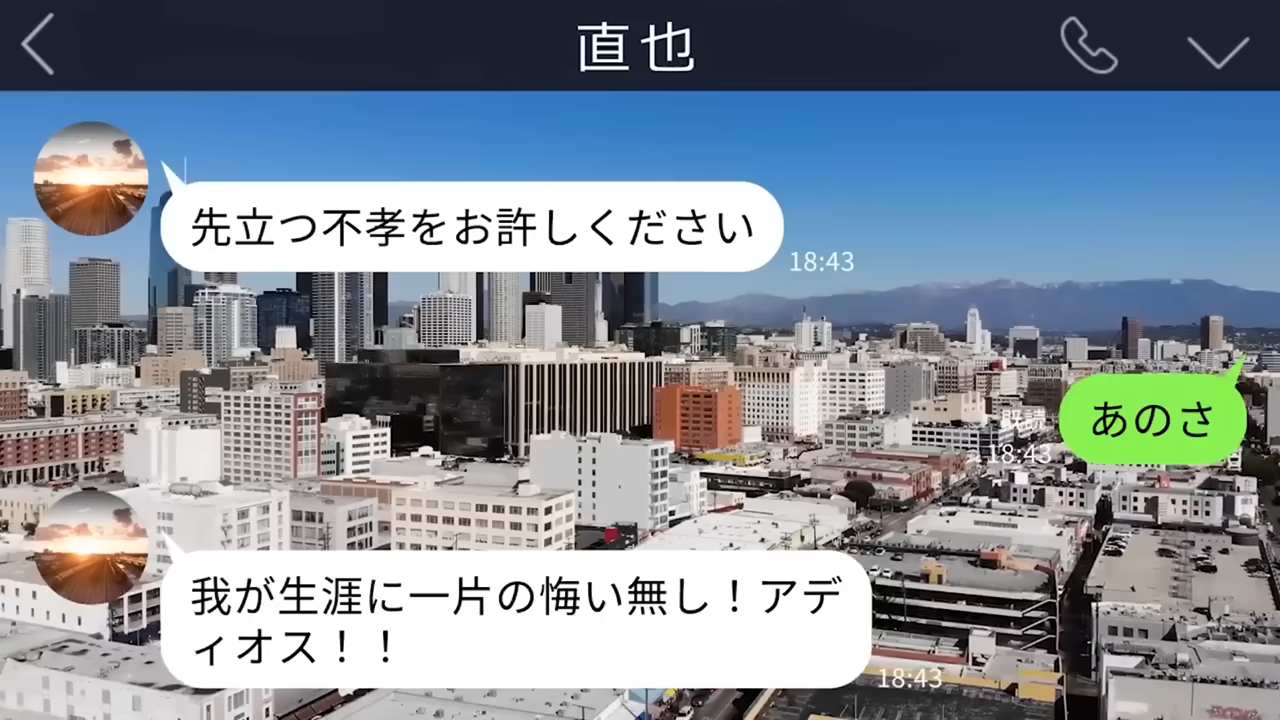 直也
先立つ不孝をお許しください
18:43
あのさ
既読
18:43
我が生涯に一片の悔い無し！アデ
ィオス！！
18:43